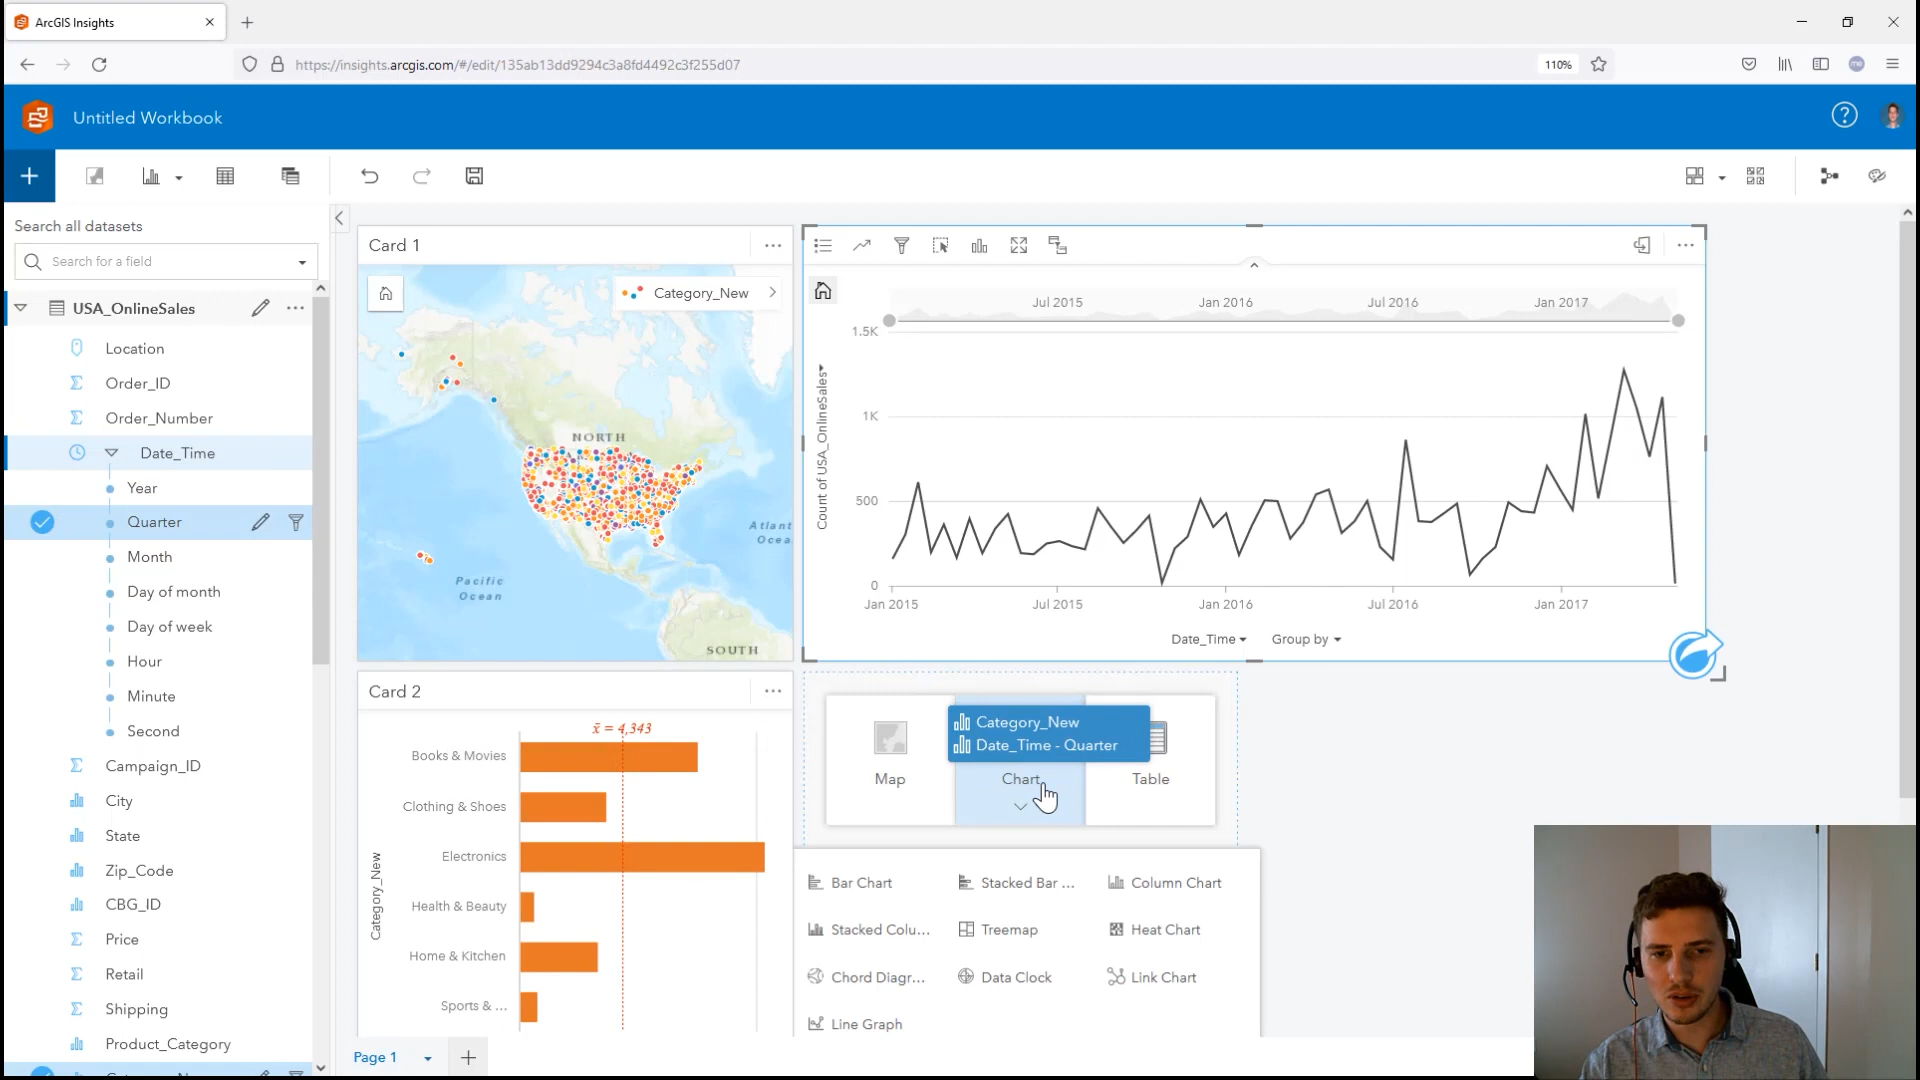 ArcGIS Insights
https://insights.arcgis.com/#/edit/135ab13dd9294c3a8fd4492c3f255d07
110%
Untitled Workbook
Search all datasets
Search for a field
USA_OnlineSales
Location
Order_ID
Order_Number
Date_Time
Year
Quarter
Month
Day of month
Day of week
Hour
Minute
Second
Campaign_ID
City
State
Zip_Code
CBG_ID
Price
Retail
Shipping
Product_Category
Card 1
Category_New
NORTH
Atlant
Ocea
Pacific
Ocean
SOUTH
Jul 2015
Jan 2016
Jul 2016
Jan 2017
1.5K
1K
500
0
Count of USA_OnlineSales
Jan 2015
Jul 2015
Jan 2016
Jul 2016
Jan 2017
Date_Time
Group by
Card 2
x̄ = 4,343
Books & Movies
Clothing & Shoes
Electronics
Health & Beauty
Home & Kitchen
Sports & ...
Category_New
Category_New
Date_Time - Quarter
Map
Chart
Table
Bar Chart
Stacked Bar ...
Column Chart
Stacked Colu...
Treemap
Heat Chart
Chord Diagr...
Data Clock
Link Chart
Line Graph
Page 1